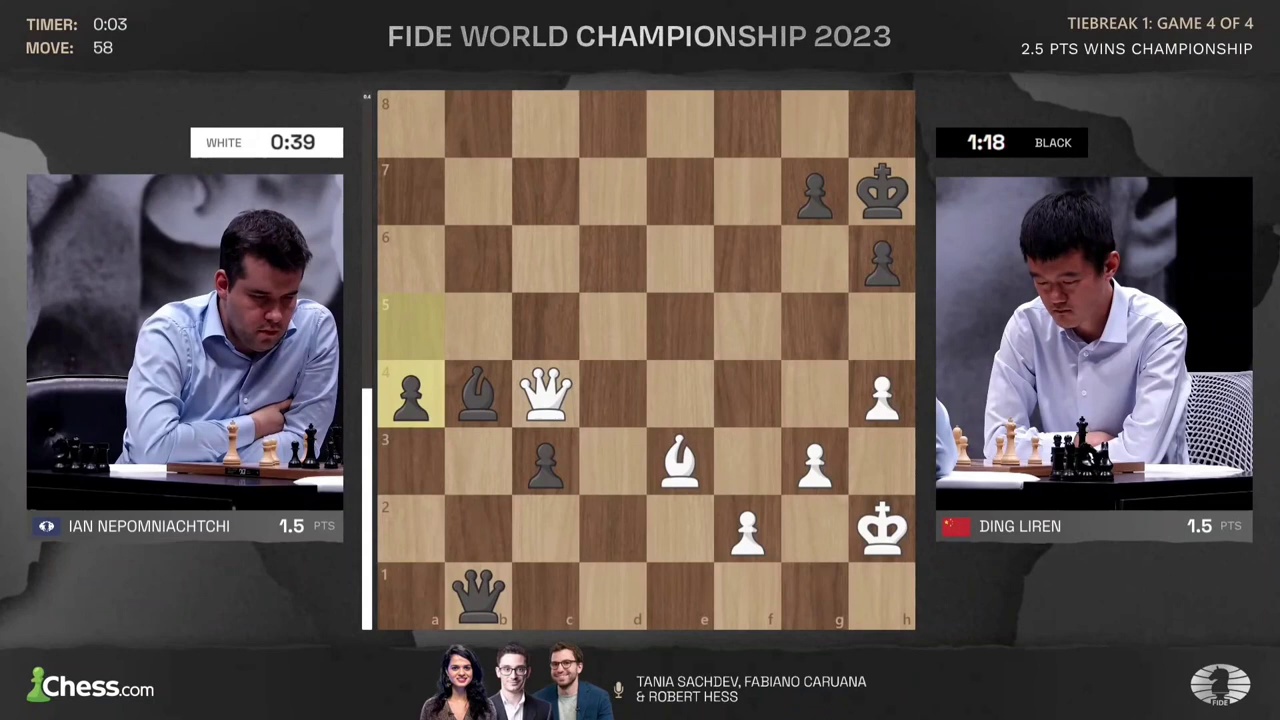 TIMER: 0:03
MOVE: 58
FIDE WORLD CHAMPIONSHIP 2023
TIEBREAK 1: GAME 4 OF 4
2.5 PTS WINS CHAMPIONSHIP
WHITE 0:39
1:18 BLACK
8
7
6
5
4
3
2
1
a b c d e f g h
IAN NEPOMNIACHTCHI 1.5 PTS
DING LIREN 1.5 PTS
Chess.com
TANIA SACHDEV, FABIANO CARUANA
& ROBERT HESS
FIDE